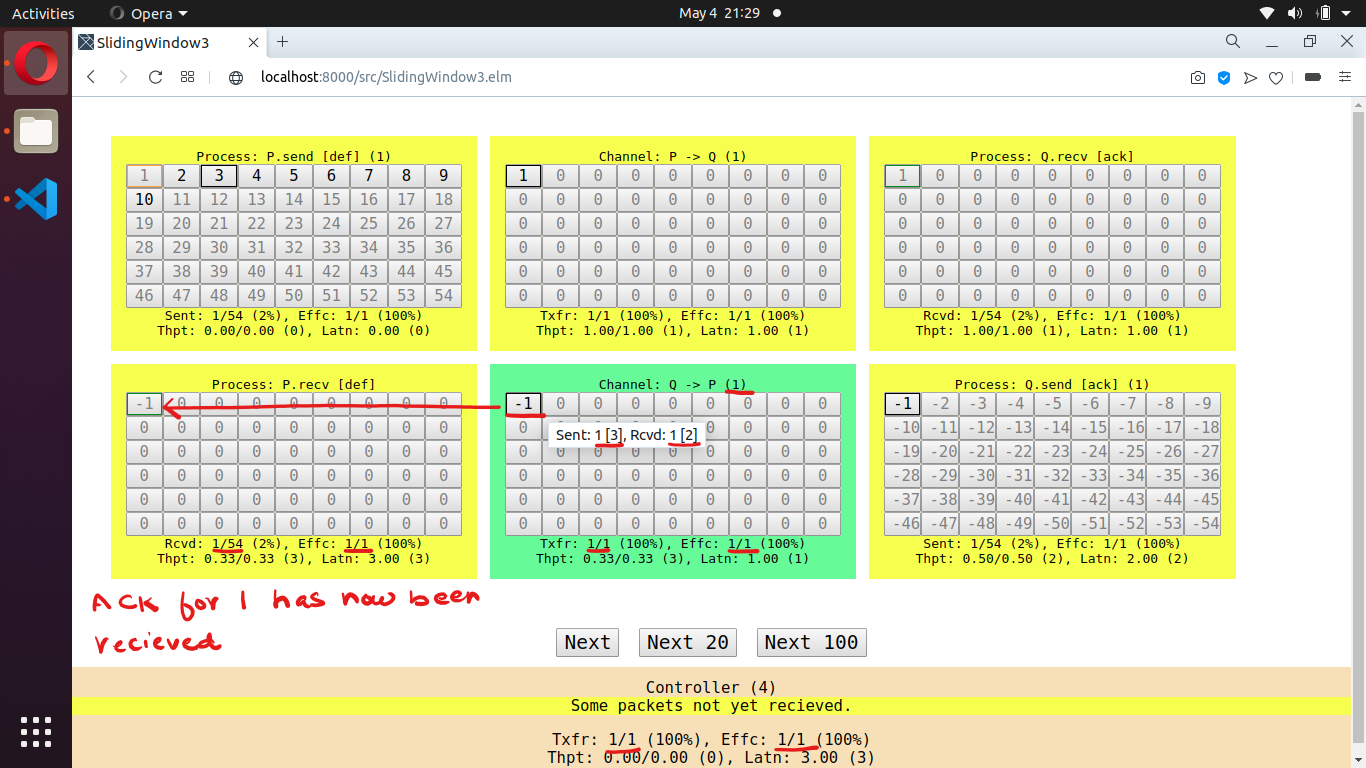 Activities Opera May 4 21:29
SlidingWindow3
localhost:8000/src/SlidingWindow3.elm
Process: P.send [def] (1)
1 2 3 4 5 6 7 8 9
10 11 12 13 14 15 16 17 18
19 20 21 22 23 24 25 26 27
28 29 30 31 32 33 34 35 36
37 38 39 40 41 42 43 44 45
46 47 48 49 50 51 52 53 54
Sent: 1/54 (2%), Effc: 1/1 (100%)
Thpt: 0.00/0.00 (0), Latn: 0.00 (0)
Channel: P -> Q (1)
1 0 0 0 0 0 0 0 0
0 0 0 0 0 0 0 0 0
0 0 0 0 0 0 0 0 0
0 0 0 0 0 0 0 0 0
0 0 0 0 0 0 0 0 0
0 0 0 0 0 0 0 0 0
Txfr: 1/1 (100%), Effc: 1/1 (100%)
Thpt: 1.00/1.00 (1), Latn: 1.00 (1)
Process: Q.recv [ack]
1 0 0 0 0 0 0 0 0
0 0 0 0 0 0 0 0 0
0 0 0 0 0 0 0 0 0
0 0 0 0 0 0 0 0 0
0 0 0 0 0 0 0 0 0
0 0 0 0 0 0 0 0 0
Rcvd: 1/54 (2%), Effc: 1/1 (100%)
Thpt: 1.00/1.00 (1), Latn: 1.00 (1)
Process: P.recv [def]
-1 0 0 0 0 0 0 0 0
0 0 0 0 0 0 0 0 0
0 0 0 0 0 0 0 0 0
0 0 0 0 0 0 0 0 0
0 0 0 0 0 0 0 0 0
0 0 0 0 0 0 0 0 0
Rcvd: 1/54 (2%), Effc: 1/1 (100%)
Thpt: 0.33/0.33 (3), Latn: 3.00 (3)
Channel: Q -> P (1)
-1 0 0 0 0 0 0 0 0
0 0 0 0 0 0 0 0 0
Sent: 1 [3], Rcvd: 1 [2]
0 0 0 0 0 0 0 0 0
0 0 0 0 0 0 0 0 0
0 0 0 0 0 0 0 0 0
0 0 0 0 0 0 0 0 0
Txfr: 1/1 (100%), Effc: 1/1 (100%)
Thpt: 0.33/0.33 (3), Latn: 1.00 (1)
Process: Q.send [ack] (1)
-1 -2 -3 -4 -5 -6 -7 -8 -9
-10 -11 -12 -13 -14 -15 -16 -17 -18
-19 -20 -21 -22 -23 -24 -25 -26 -27
-28 -29 -30 -31 -32 -33 -34 -35 -36
-37 -38 -39 -40 -41 -42 -43 -44 -45
-46 -47 -48 -49 -50 -51 -52 -53 -54
Sent: 1/54 (2%), Effc: 1/1 (100%)
Thpt: 0.50/0.50 (2), Latn: 2.00 (2)
ACK for 1 has now been
recieved
Next Next 20 Next 100
Controller (4)
Some packets not yet recieved.
Txfr: 1/1 (100%), Effc: 1/1 (100%)
Thpt: 0.00/0.00 (0), Latn: 3.00 (3)